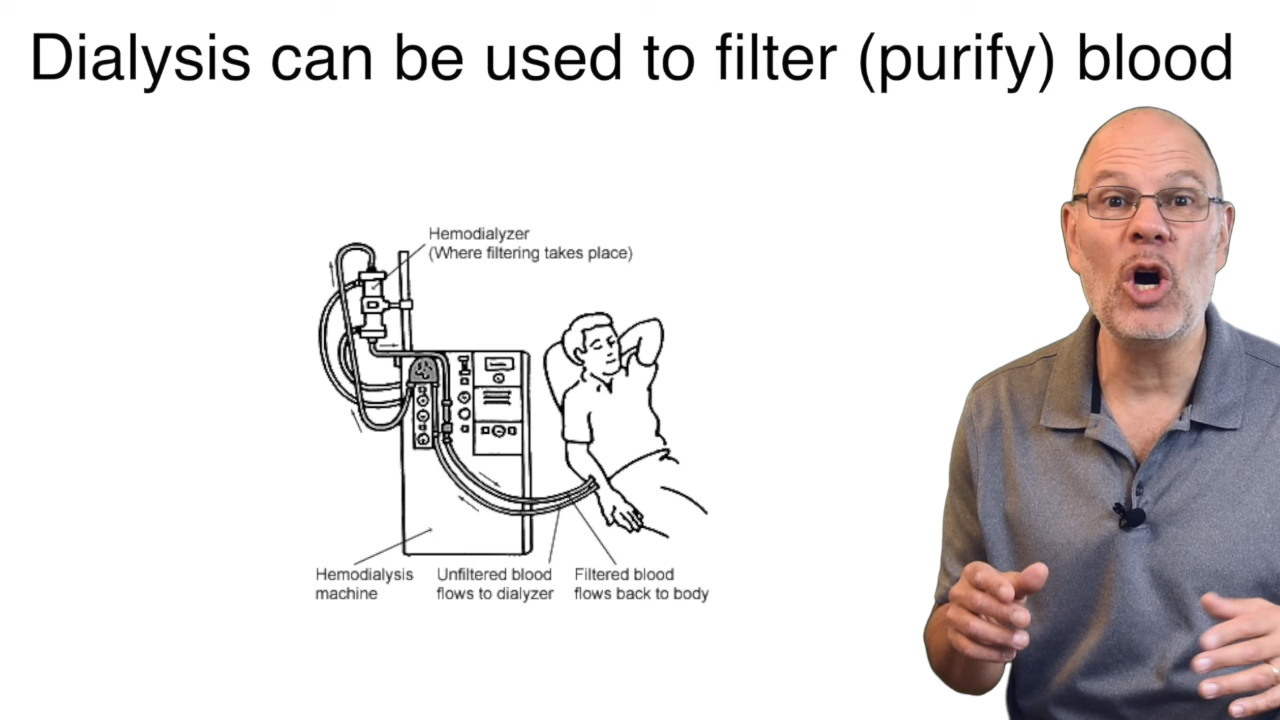 Dialysis can be used to filter (purify) blood
Hemodialyzer
(Where filtering takes place)
Hemodialysis
machine
Unfiltered blood
flows to dialyzer
Filtered blood
flows back to body